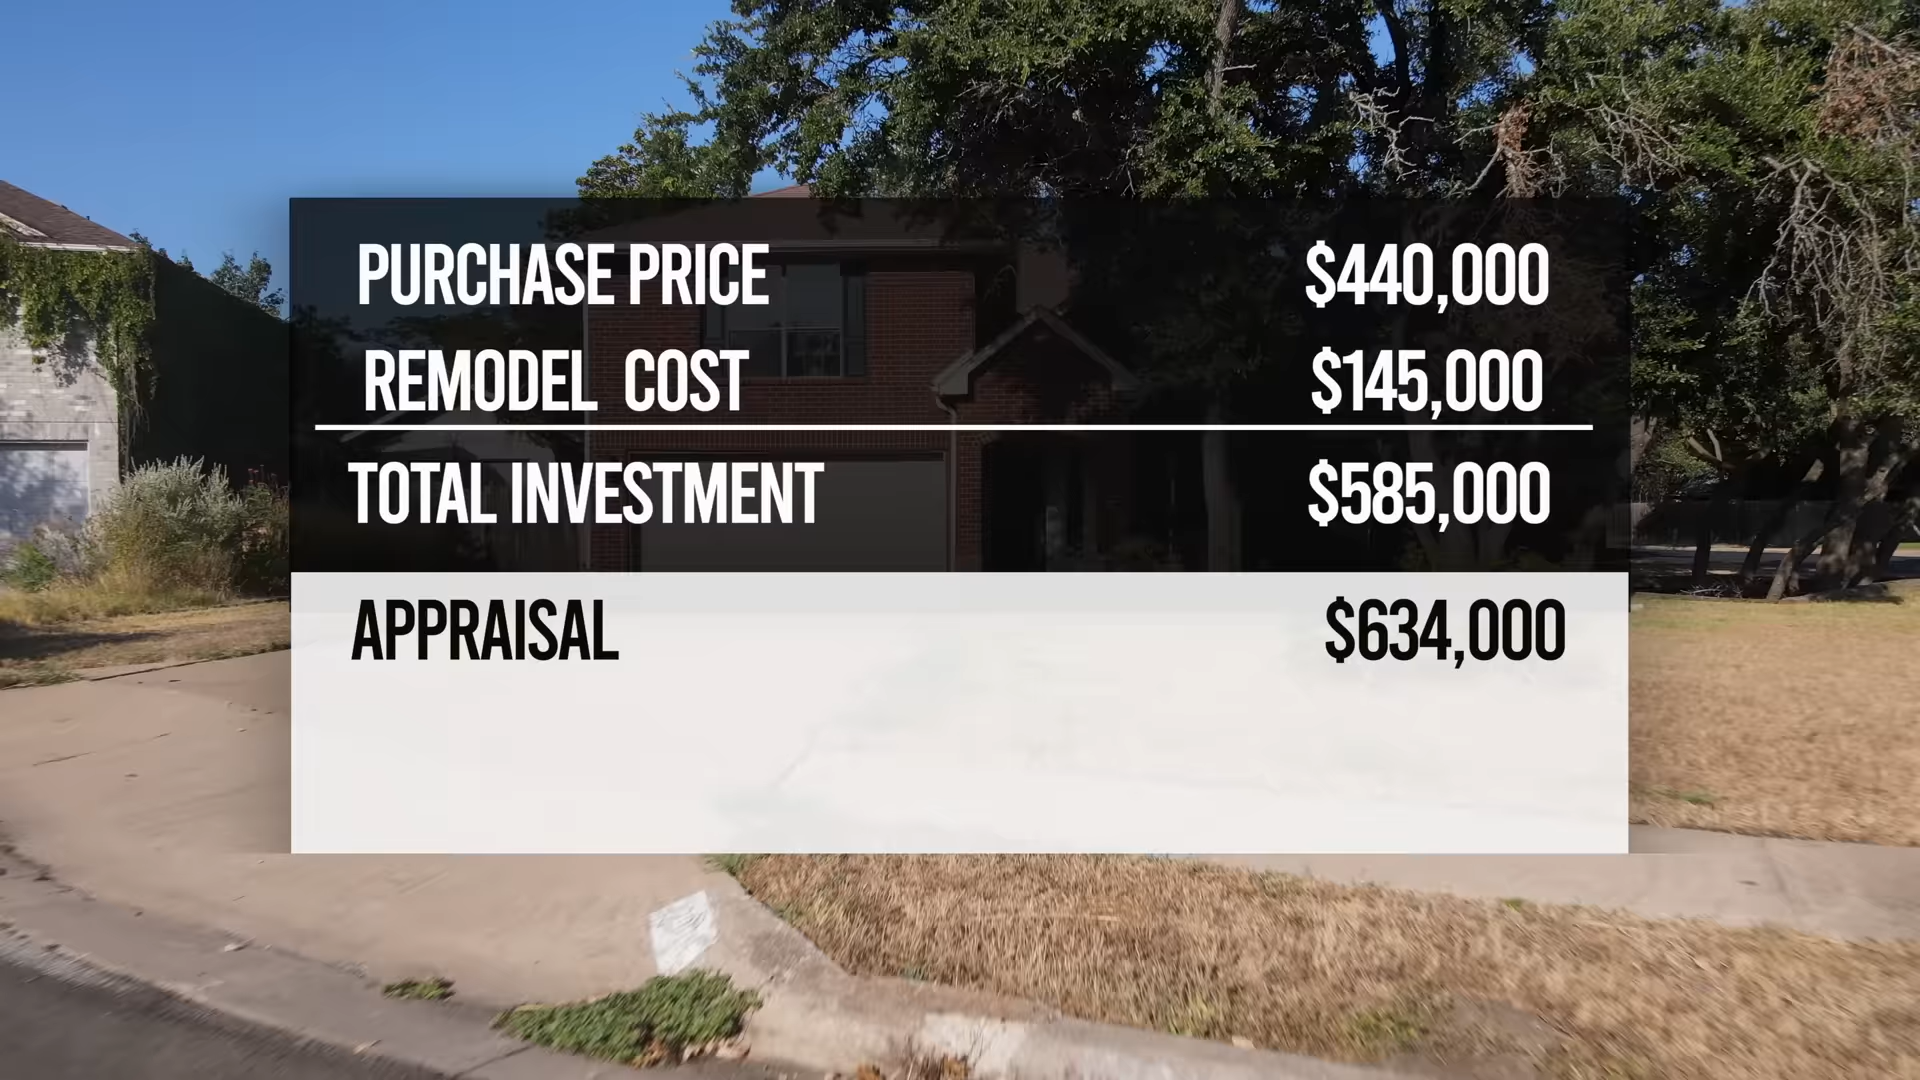 PURCHASE PRICE $440,000
REMODEL COST $145,000
TOTAL INVESTMENT $585,000
APPRAISAL $634,000